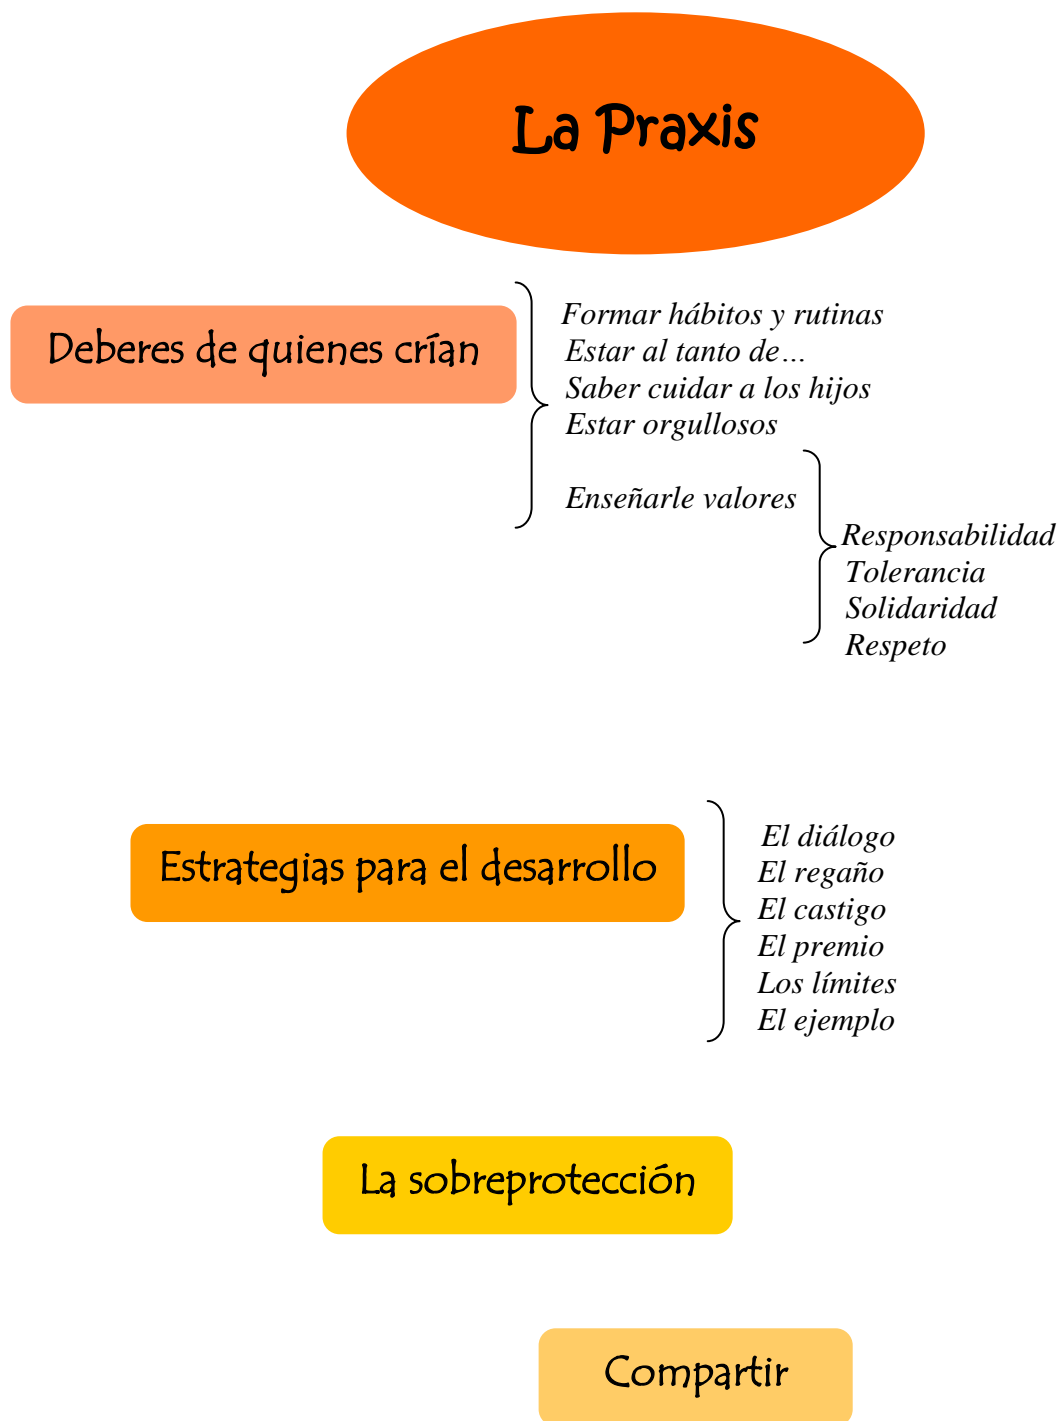 La Praxis
Deberes de quienes crían
Formar hábitos y rutinas
Estar al tanto de…
Saber cuidar a los hijos
Estar orgullosos
Enseñarle valores
Responsabilidad
Tolerancia
Solidaridad
Respeto
Estrategias para el desarrollo
El diálogo
El regaño
El castigo
El premio
Los límites
El ejemplo
La sobreprotección
Compartir